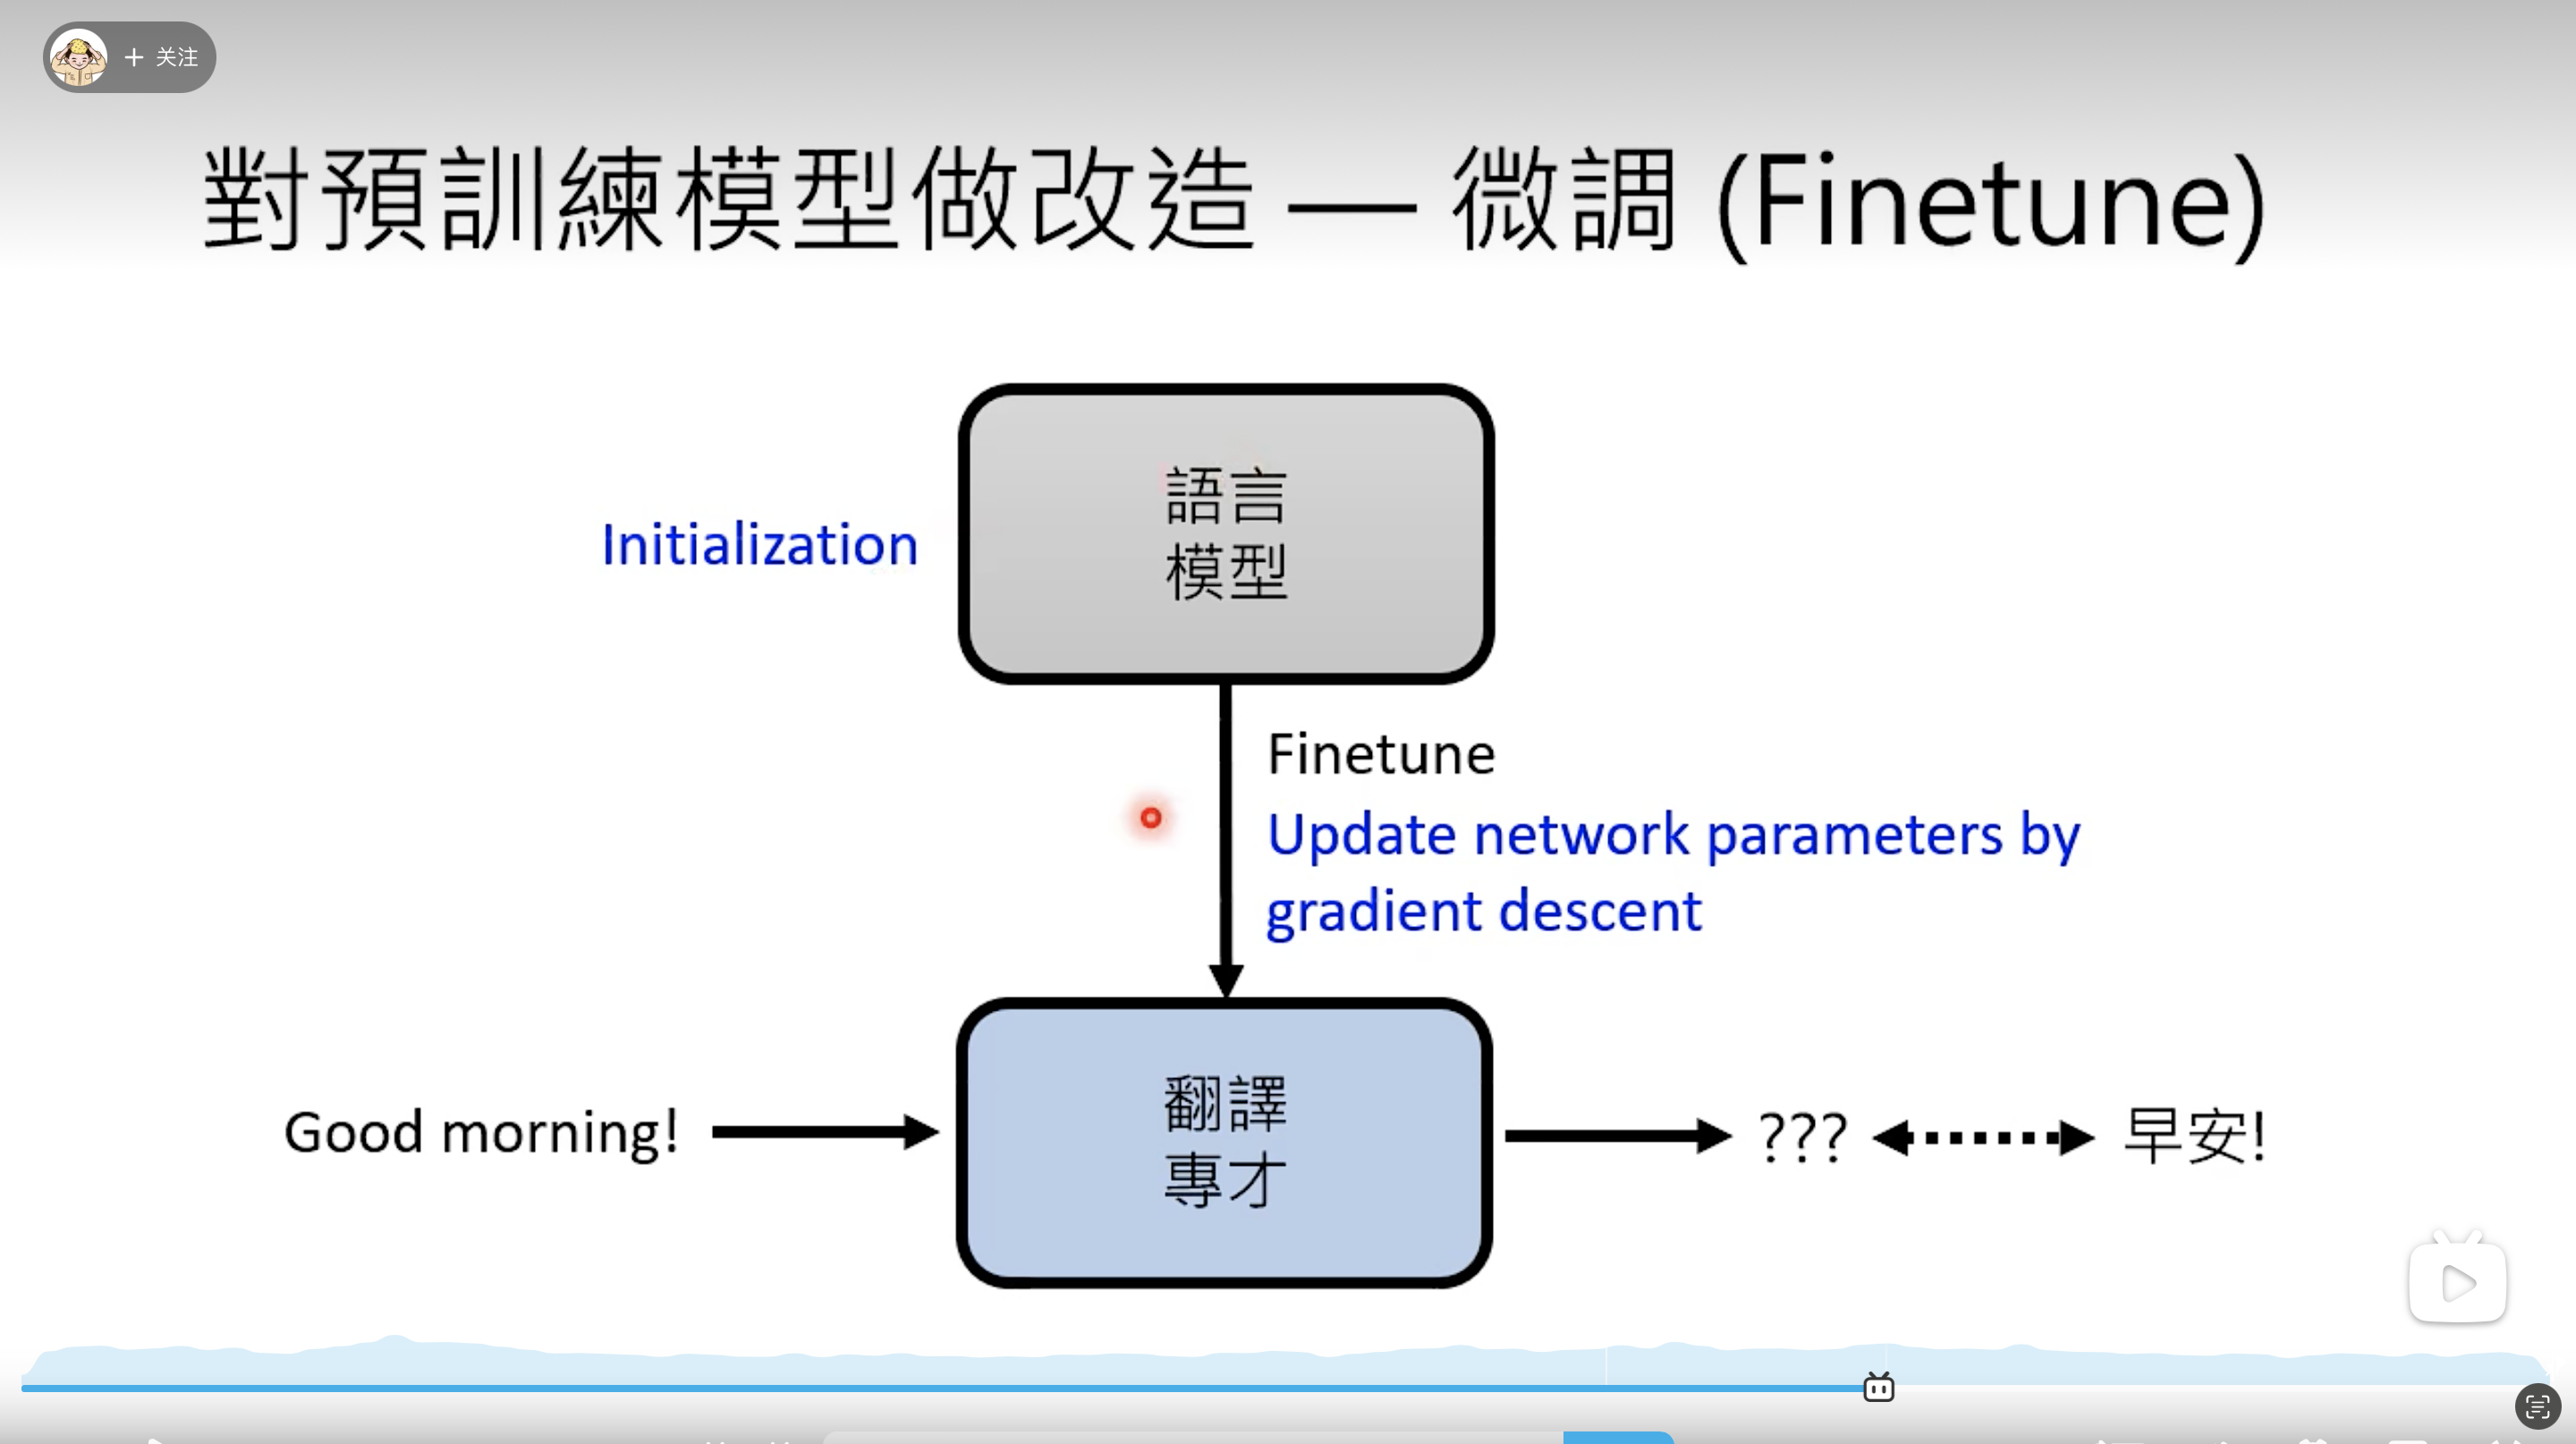 + 关注
對預訓練模型做改造 — 微調 (Finetune)
語言
模型
Initialization
Finetune
Update network parameters by
gradient descent
翻譯
專才
Good morning!
???
早安!